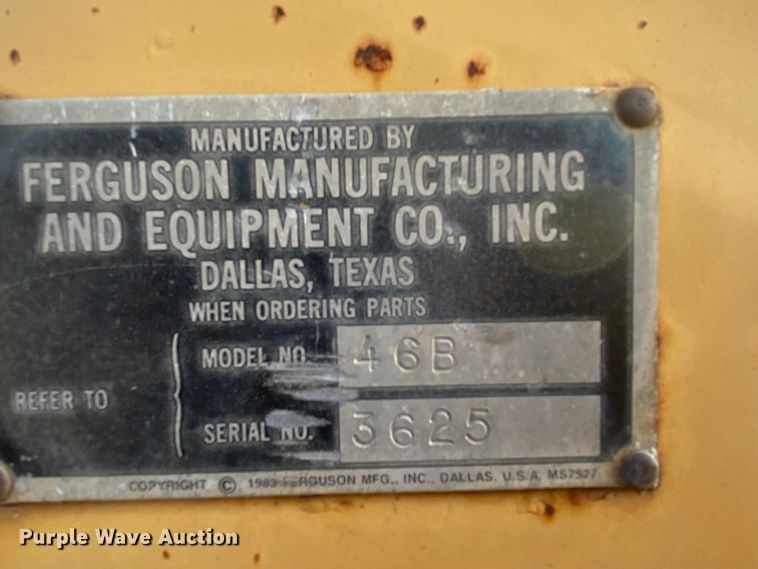 MANUFACTURED BY
FERGUSON MANUFACTURING
AND EQUIPMENT CO., INC.
DALLAS, TEXAS
WHEN ORDERING PARTS
REFER TO
MODEL NO. 46B
SERIAL NO. 3625
COPYRIGHT © 1983 FERGUSON MFG., INC., DALLAS, U.S.A. MS7527
Purple Wave Auction